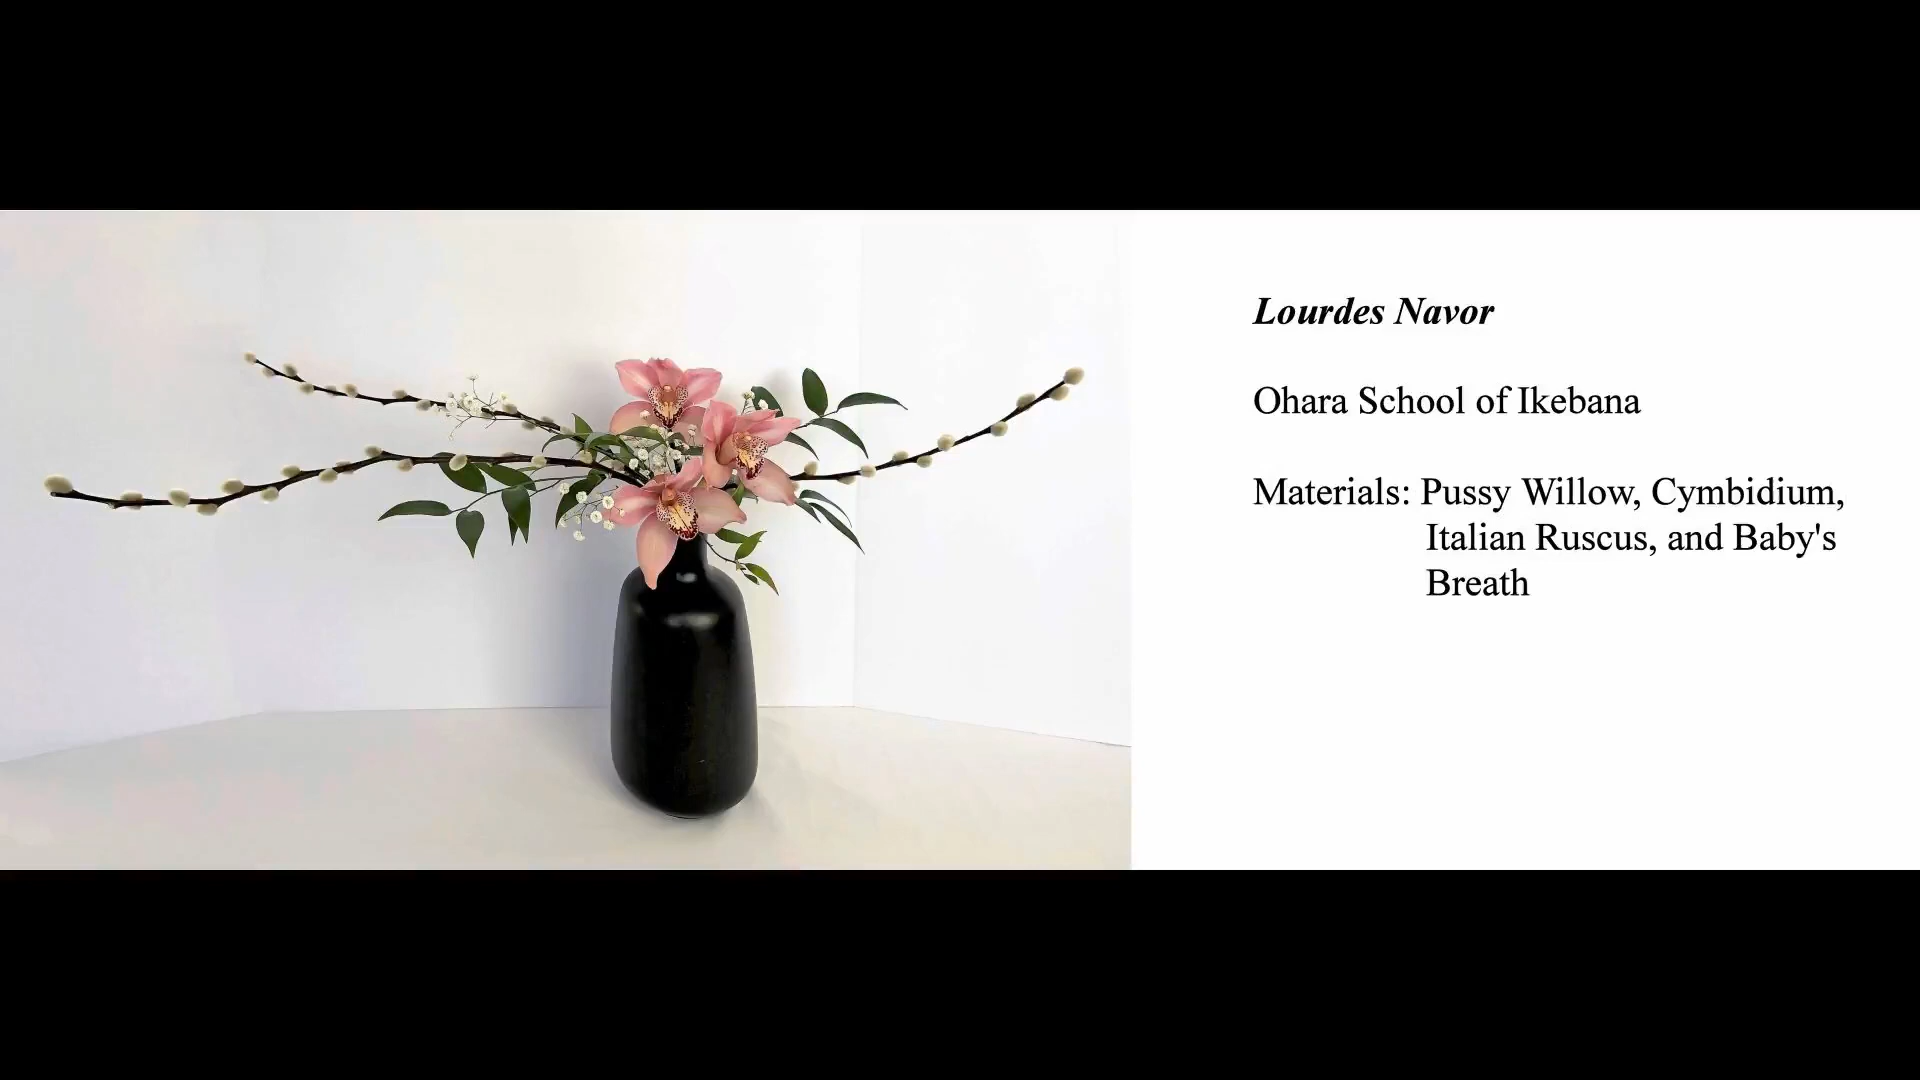 Lourdes Navor
Ohara School of Ikebana
Materials: Pussy Willow, Cymbidium,
Italian Ruscus, and Baby's
Breath